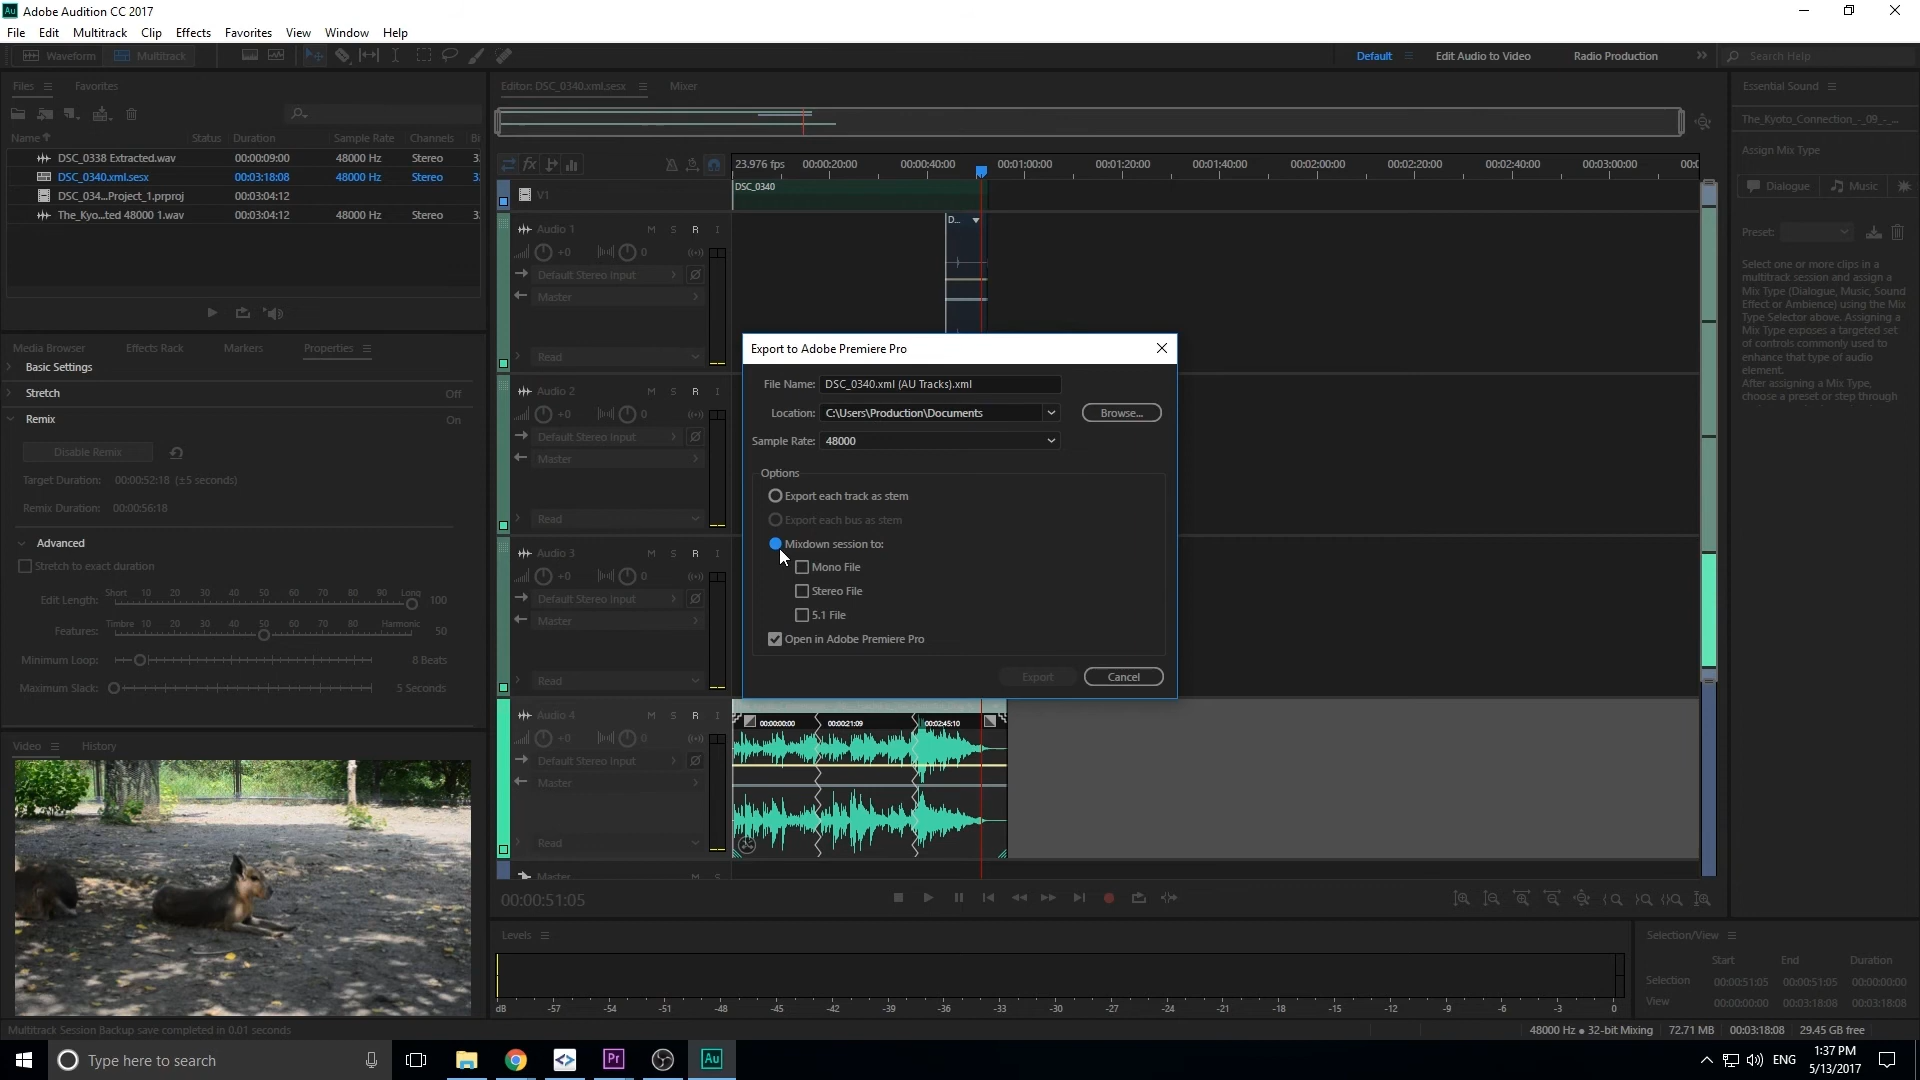 Au Adobe Audition CC 2017
File Edit Multitrack Clip Effects Favorites View Window Help
Waveform Multitrack Default Edit Audio to Video Radio Production Search Help
Files Favorites
Name Status Duration Sample Rate Channels Bi
DSC_0338 Extracted.wav 00:00:09:00 48000 Hz Stereo 3
DSC_0340.xml.sesx 00:03:18:08 48000 Hz Stereo 3
DSC_034...Project_1.prproj 00:03:04:12
The_Kyo...ted 48000 1.wav 00:03:04:12 48000 Hz Stereo 3
Media Browser Effects Rack Markers Properties
Basic Settings
Stretch Off
Remix On
Disable Remix
Target Duration: 00:00:52:18 (±5 seconds)
Remix Duration: 00:00:56:18
Advanced
Stretch to exact duration
Short 10 20 30 40 50 60 70 80 90 Long
Edit Length: 100
Timbre 10 20 30 40 50 60 70 80 Harmonic
Features: 50
Minimum Loop: 8 Beats
Maximum Slack: 5 Seconds
Video History
Editor: DSC_0340.xml.sesx Mixer
fx 23.976 fps 00:00:20:00 00:00:40:00 00:01:00:00 00:01:20:00 00:01:40:00 00:02:00:00 00:02:20:00 00:02:40:00 00:03:00:00 00:0
V1 DSC_0340
Audio 1 M S R I D...
+0 0
Default Stereo Input
Master
Read
Audio 2 M S R I
+0 0
Default Stereo Input
Master
Read
Audio 3 M S R I
+0 0
Default Stereo Input
Master
Read
Audio 4 M S R I 00:00:00:00 00:00:21:09 00:02:45:10
+0 0
Default Stereo Input
Master
Read
Master M S
00:00:51:05
Export to Adobe Premiere Pro
File Name: DSC_0340.xml (AU Tracks).xml
Location: C:\Users\Production\Documents Browse...
Sample Rate: 48000
Options
Export each track as stem
Export each bus as stem
Mixdown session to:
Mono File
Stereo File
5.1 File
Open in Adobe Premiere Pro
Export Cancel
Levels
dB -57 -54 -51 -48 -45 -42 -39 -36 -33 -30 -27 -24 -21 -18 -15 -12 -9 -6 -3 0
Essential Sound
The_Kyoto_Connection_-_09_-_...
Assign Mix Type
Dialogue Music
Preset:
Select one or more clips in a
multitrack session and assign a
Mix Type (Dialogue, Music, Sound
Effect or Ambience) using the Mix
Type Selector above. Assigning a
Mix Type exposes a targeted set
of controls commonly used to
enhance that type of audio
element.
After assigning a Mix Type,
choose a preset or step through
Selection/View
Start End Duration
Selection 00:00:51:05 00:00:51:05 00:00:00:00
View 00:00:00:00 00:03:18:08 00:03:18:08
Multitrack Session Backup save completed in 0.01 seconds
48000 Hz ● 32-bit Mixing 72.71 MB 00:03:18:08 29.45 GB free
Type here to search Pr Au ENG 1:37 PM
5/13/2017